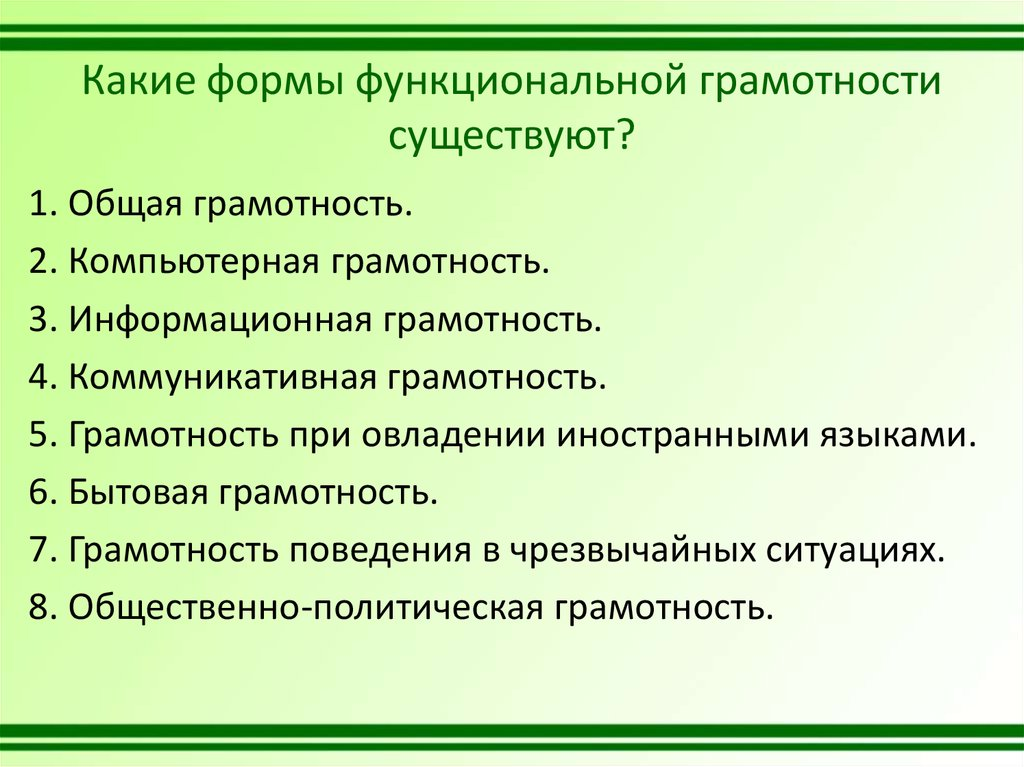 Какие формы функциональной грамотности
существуют?
1. Общая грамотность.
2. Компьютерная грамотность.
3. Информационная грамотность.
4. Коммуникативная грамотность.
5. Грамотность при овладении иностранными языками.
6. Бытовая грамотность.
7. Грамотность поведения в чрезвычайных ситуациях.
8. Общественно-политическая грамотность.